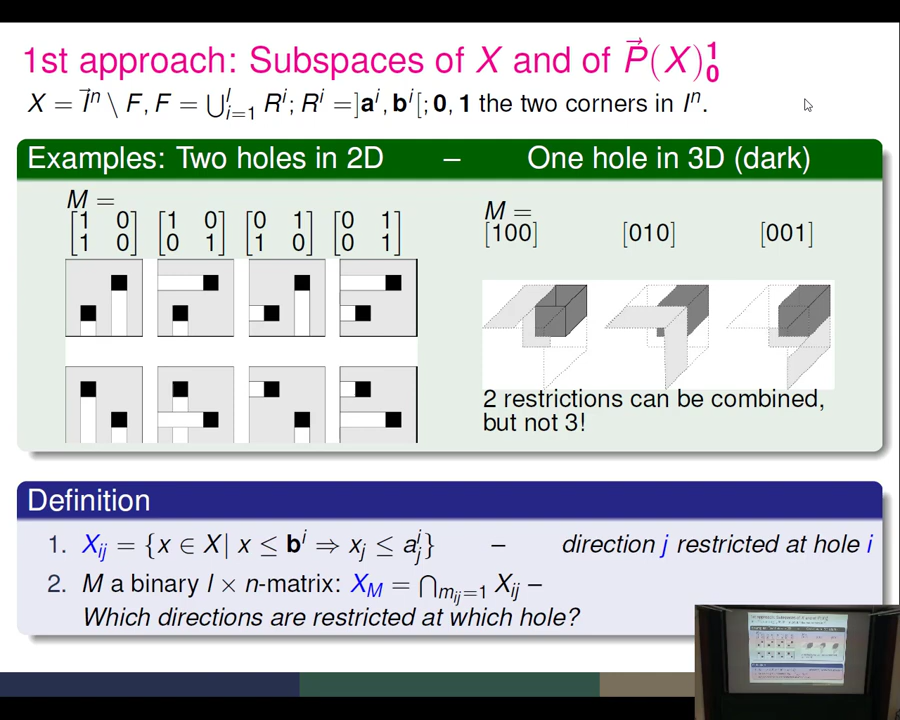 1st approach: Subspaces of X and of P⃗(X)₀¹
X = I⃗ⁿ \ F, F = ⋃ˡᵢ₌₁ Rⁱ; Rⁱ =]aⁱ, bⁱ[; 0, 1 the two corners in Iⁿ.
Examples: Two holes in 2D – One hole in 3D (dark)
M =
[1 0] [1 0] [0 1] [0 1]
[1 0] [0 1] [1 0] [0 1]
M =
[100] [010] [001]
2 restrictions can be combined,
but not 3!
Definition
1. Xᵢⱼ = {x ∈ X| x ≤ bⁱ ⇒ xⱼ ≤ aⁱⱼ} – direction j restricted at hole i
2. M a binary l × n-matrix: X_M = ⋂_{mᵢⱼ=1} Xᵢⱼ –
Which directions are restricted at which hole?